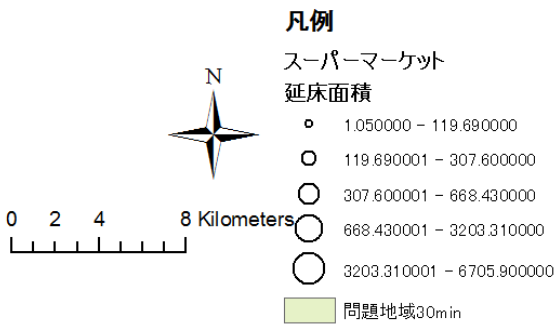 凡例
スーパーマーケット
延床面積
N
1.050000 - 119.690000
119.690001 - 307.600000
307.600001 - 668.430000
0 2 4 8 Kilometers
668.430001 - 3203.310000
3203.310001 - 6705.900000
問題地域30min